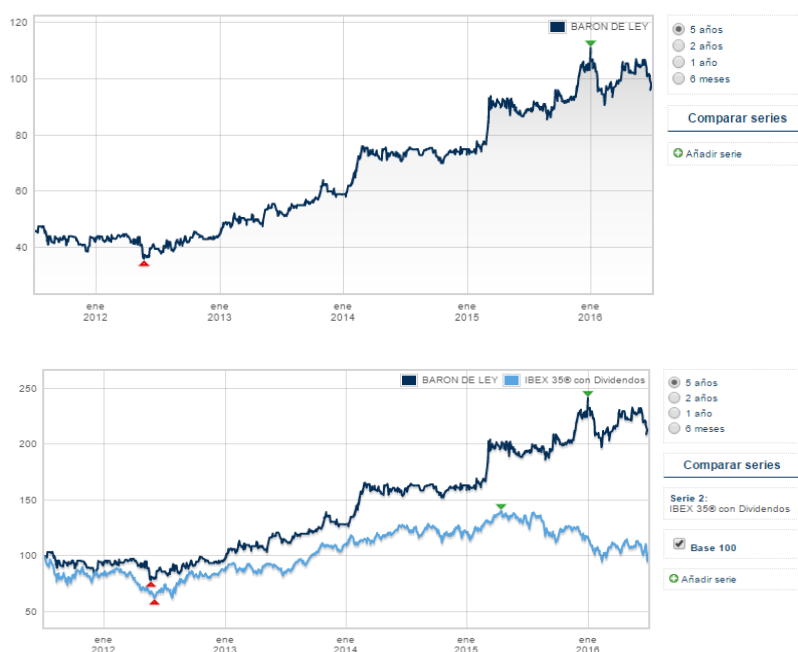 BARON DE LEY
120
100
80
60
40
ene
2012
ene
2013
ene
2014
ene
2015
ene
2016
5 años
2 años
1 año
6 meses
Comparar series
Añadir serie
BARON DE LEY IBEX 35® con Dividendos
250
200
150
100
50
ene
2012
ene
2013
ene
2014
ene
2015
ene
2016
5 años
2 años
1 año
6 meses
Comparar series
Serie 2:
IBEX 35® con Dividendos
Base 100
Añadir serie